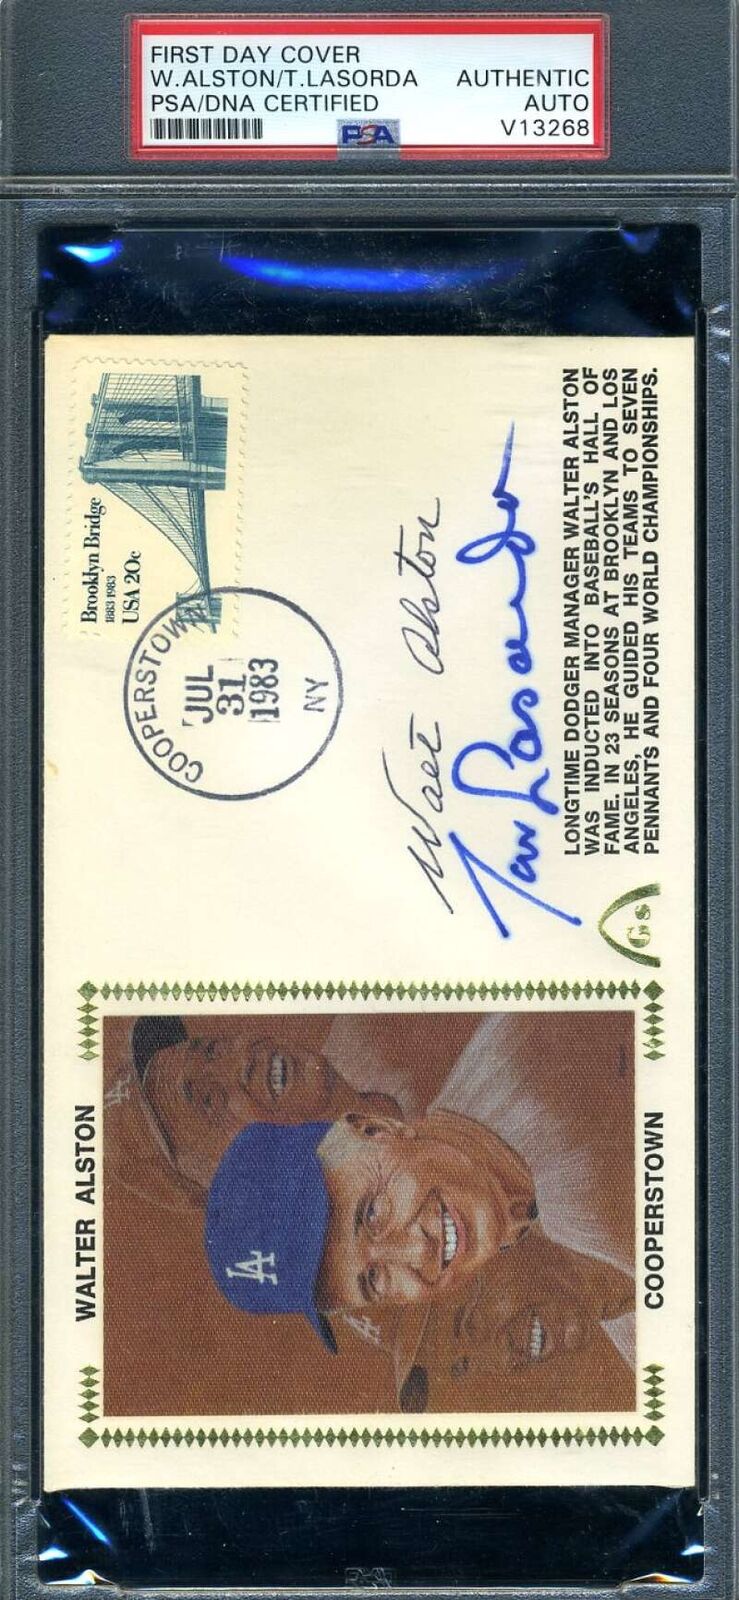 FIRST DAY COVER
W.ALSTON/T.LASORDA AUTHENTIC
PSA/DNA CERTIFIED AUTO
PSA V13268
Brooklyn Bridge
1883 1983
USA 20c
COOPERSTOWN
JUL
31
1983
NY
Walt Alston
Tom Lasorda
LONGTIME DODGER MANAGER WALTER ALSTON
WAS INDUCTED INTO BASEBALL'S HALL OF
FAME. IN 23 SEASONS AT BROOKLYN AND LOS
ANGELES, HE GUIDED HIS TEAMS TO SEVEN
PENNANTS AND FOUR WORLD CHAMPIONSHIPS.
GS
WALTER ALSTON
LA
LA
LA
COOPERSTOWN
PSA